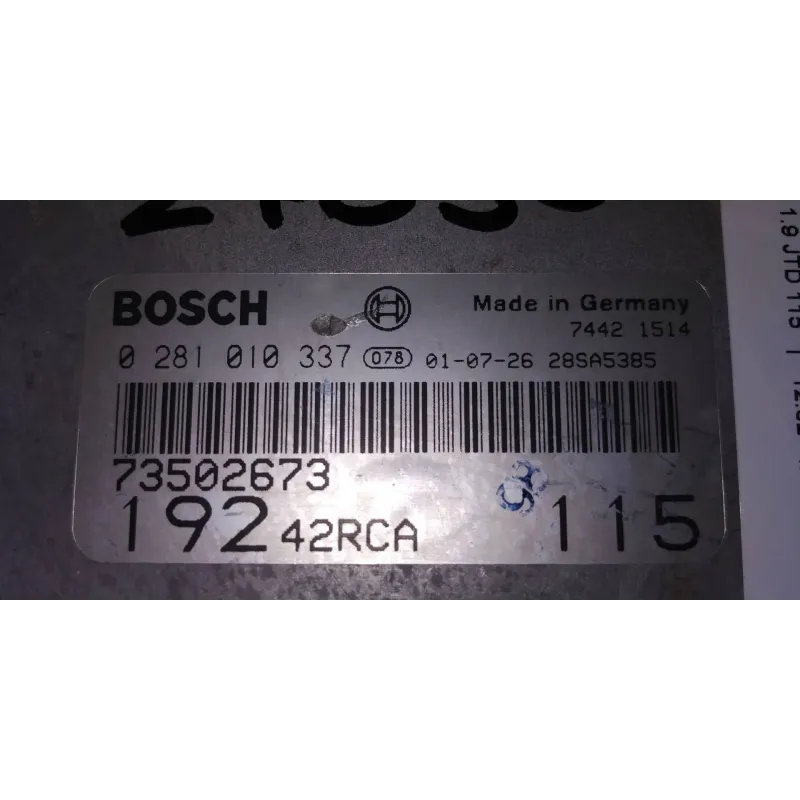 BOSCH
Made in Germany
7442 1514
0 281 010 337 078 01-07-26 28SA5385
73502673
192 42RCA 115
1.9 JTD 115 |